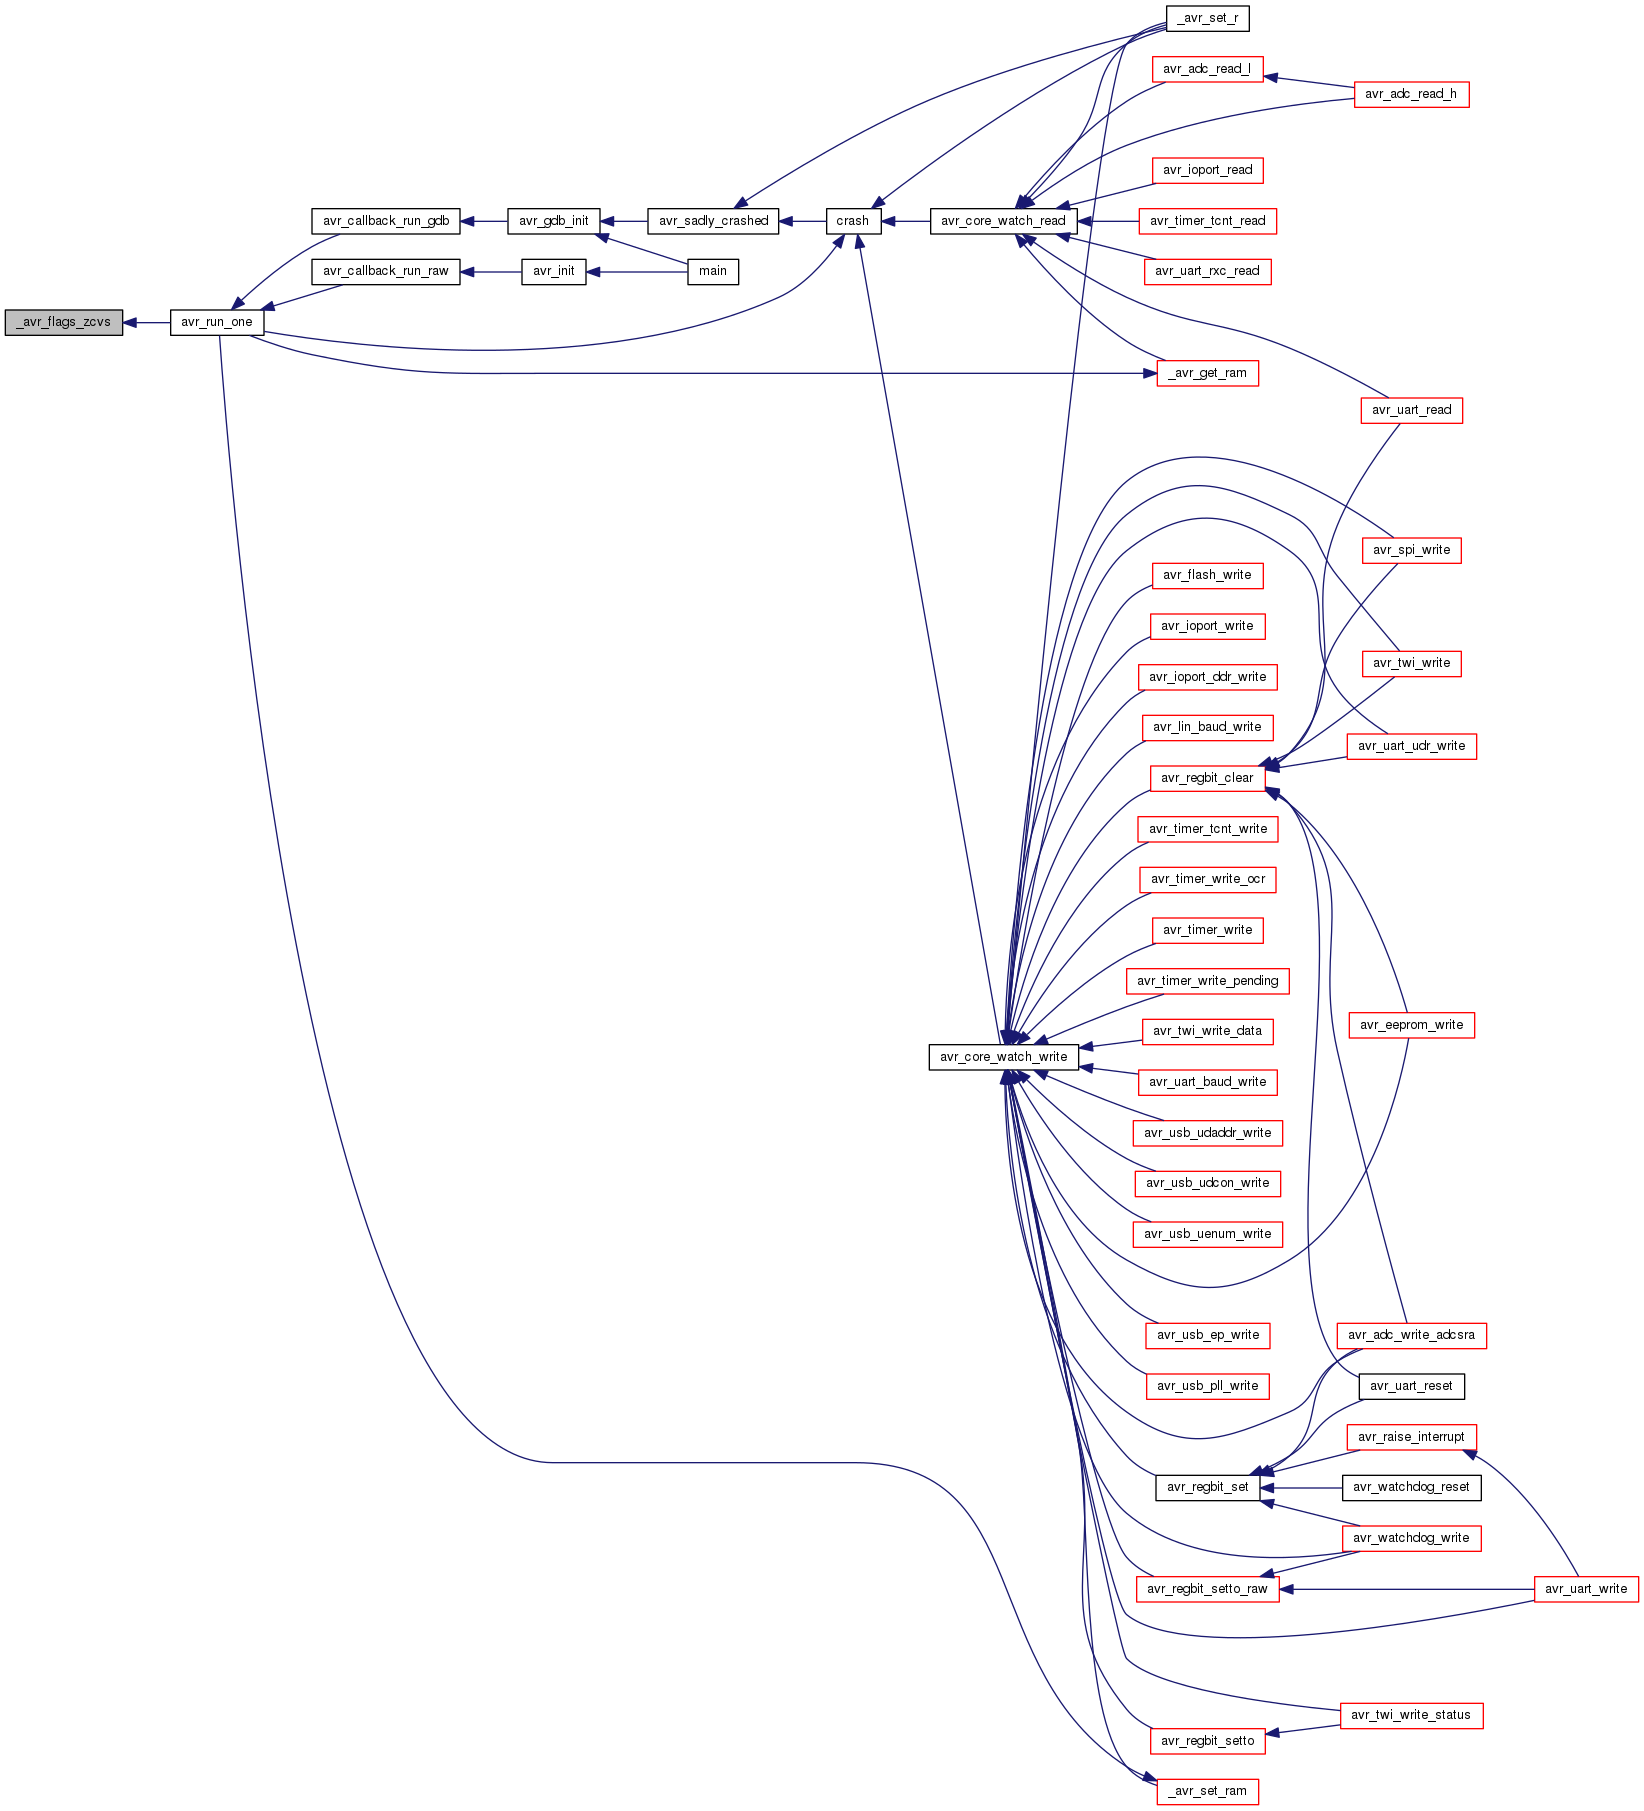 _avr_set_r
avr_adc_read_l
avr_adc_read_h
avr_ioport_read
avr_callback_run_gdb
avr_gdb_init
avr_sadly_crashed
crash
avr_core_watch_read
avr_timer_tcnt_read
avr_callback_run_raw
avr_init
main
avr_uart_rxc_read
_avr_flags_zcvs
avr_run_one
_avr_get_ram
avr_uart_read
avr_spi_write
avr_flash_write
avr_ioport_write
avr_twi_write
avr_ioport_ddr_write
avr_lin_baud_write
avr_uart_udr_write
avr_regbit_clear
avr_timer_tcnt_write
avr_timer_write_ocr
avr_timer_write
avr_timer_write_pending
avr_eeprom_write
avr_twi_write_data
avr_core_watch_write
avr_uart_baud_write
avr_usb_udaddr_write
avr_usb_udcon_write
avr_usb_uenum_write
avr_usb_ep_write
avr_adc_write_adcsra
avr_usb_pll_write
avr_uart_reset
avr_raise_interrupt
avr_regbit_set
avr_watchdog_reset
avr_watchdog_write
avr_regbit_setto_raw
avr_uart_write
avr_twi_write_status
avr_regbit_setto
_avr_set_ram